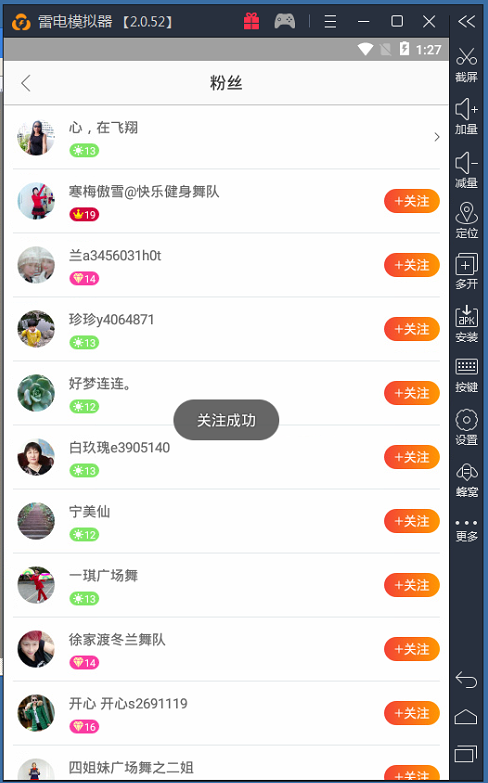 雷电模拟器 【2.0.52】
1:27
粉丝
心，在飞翔
13
寒梅傲雪@快乐健身舞队
19
+关注
兰a3456031h0t
14
+关注
珍珍y4064871
13
+关注
好梦连连。
12
+关注
关注成功
白玖瑰e3905140
13
+关注
宁美仙
12
+关注
一琪广场舞
13
+关注
徐家渡冬兰舞队
14
+关注
开心 开心s2691119
16
+关注
四姐妹广场舞之二姐
+关注
截屏
加量
减量
定位
多开
APK
安装
按键
设置
蜂窝
更多